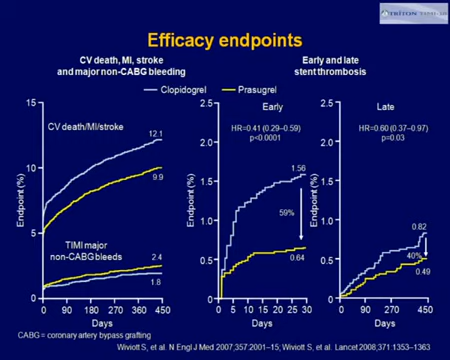 TRITON TIMI-38
Efficacy endpoints
CV death, MI, stroke
and major non-CABG bleeding
Early and late
stent thrombosis
Clopidogrel
Prasugrel
15
10
5
0
Endpoint (%)
CV death/MI/stroke
12.1
9.9
TIMI major
non-CABG bleeds
2.4
1.8
0 90 180 270 360 450
Days
Early
HR=0.41 (0.29–0.59)
p<0.0001
2.5
2.0
1.5
1.0
0.5
0
Endpoint (%)
1.56
59%
0.64
0 5 10 15 20 25 30
Days
Late
HR=0.60 (0.37–0.97)
p=0.03
2.5
2.0
1.5
1.0
0.5
0
0.82
40%
0.49
0 90 180 270 450
Days
CABG = coronary artery bypass grafting
Wiviott S, et al. N Engl J Med 2007;357:2001–15; Wiviott S, et al. Lancet 2008;371:1353–1363